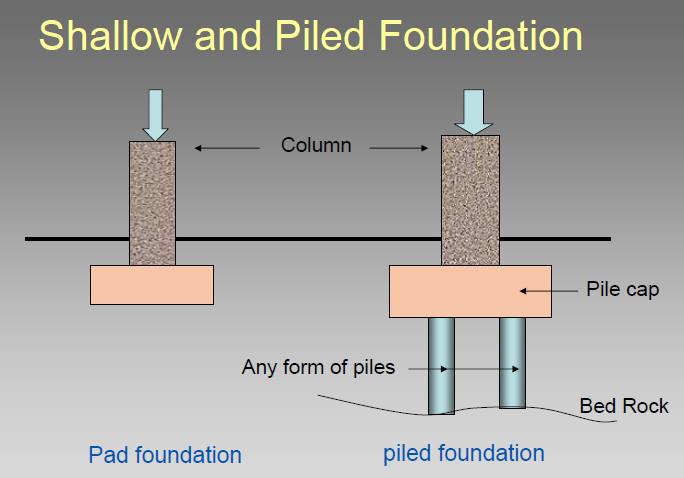 Shallow and Piled Foundation
Column
Pile cap
Any form of piles
Bed Rock
Pad foundation
piled foundation